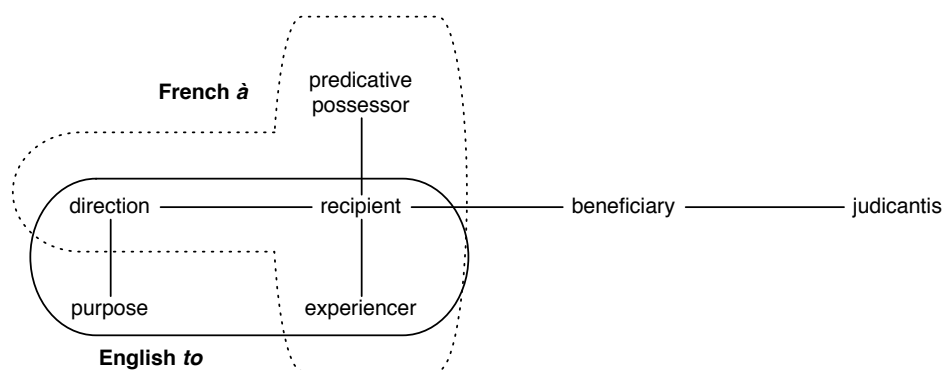 predicative
possessor
French à
direction
recipient
beneficiary
judicantis
purpose
experiencer
English to